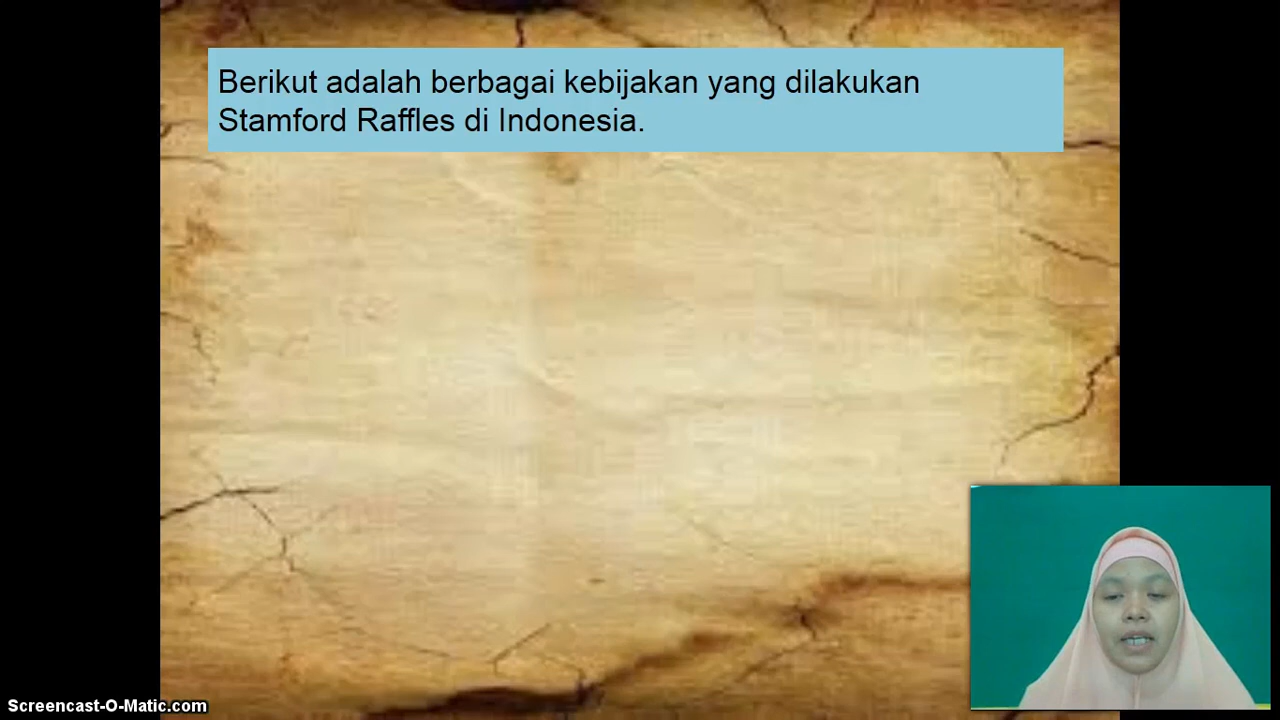 Berikut adalah berbagai kebijakan yang dilakukan
Stamford Raffles di Indonesia.
Screencast-O-Matic.com